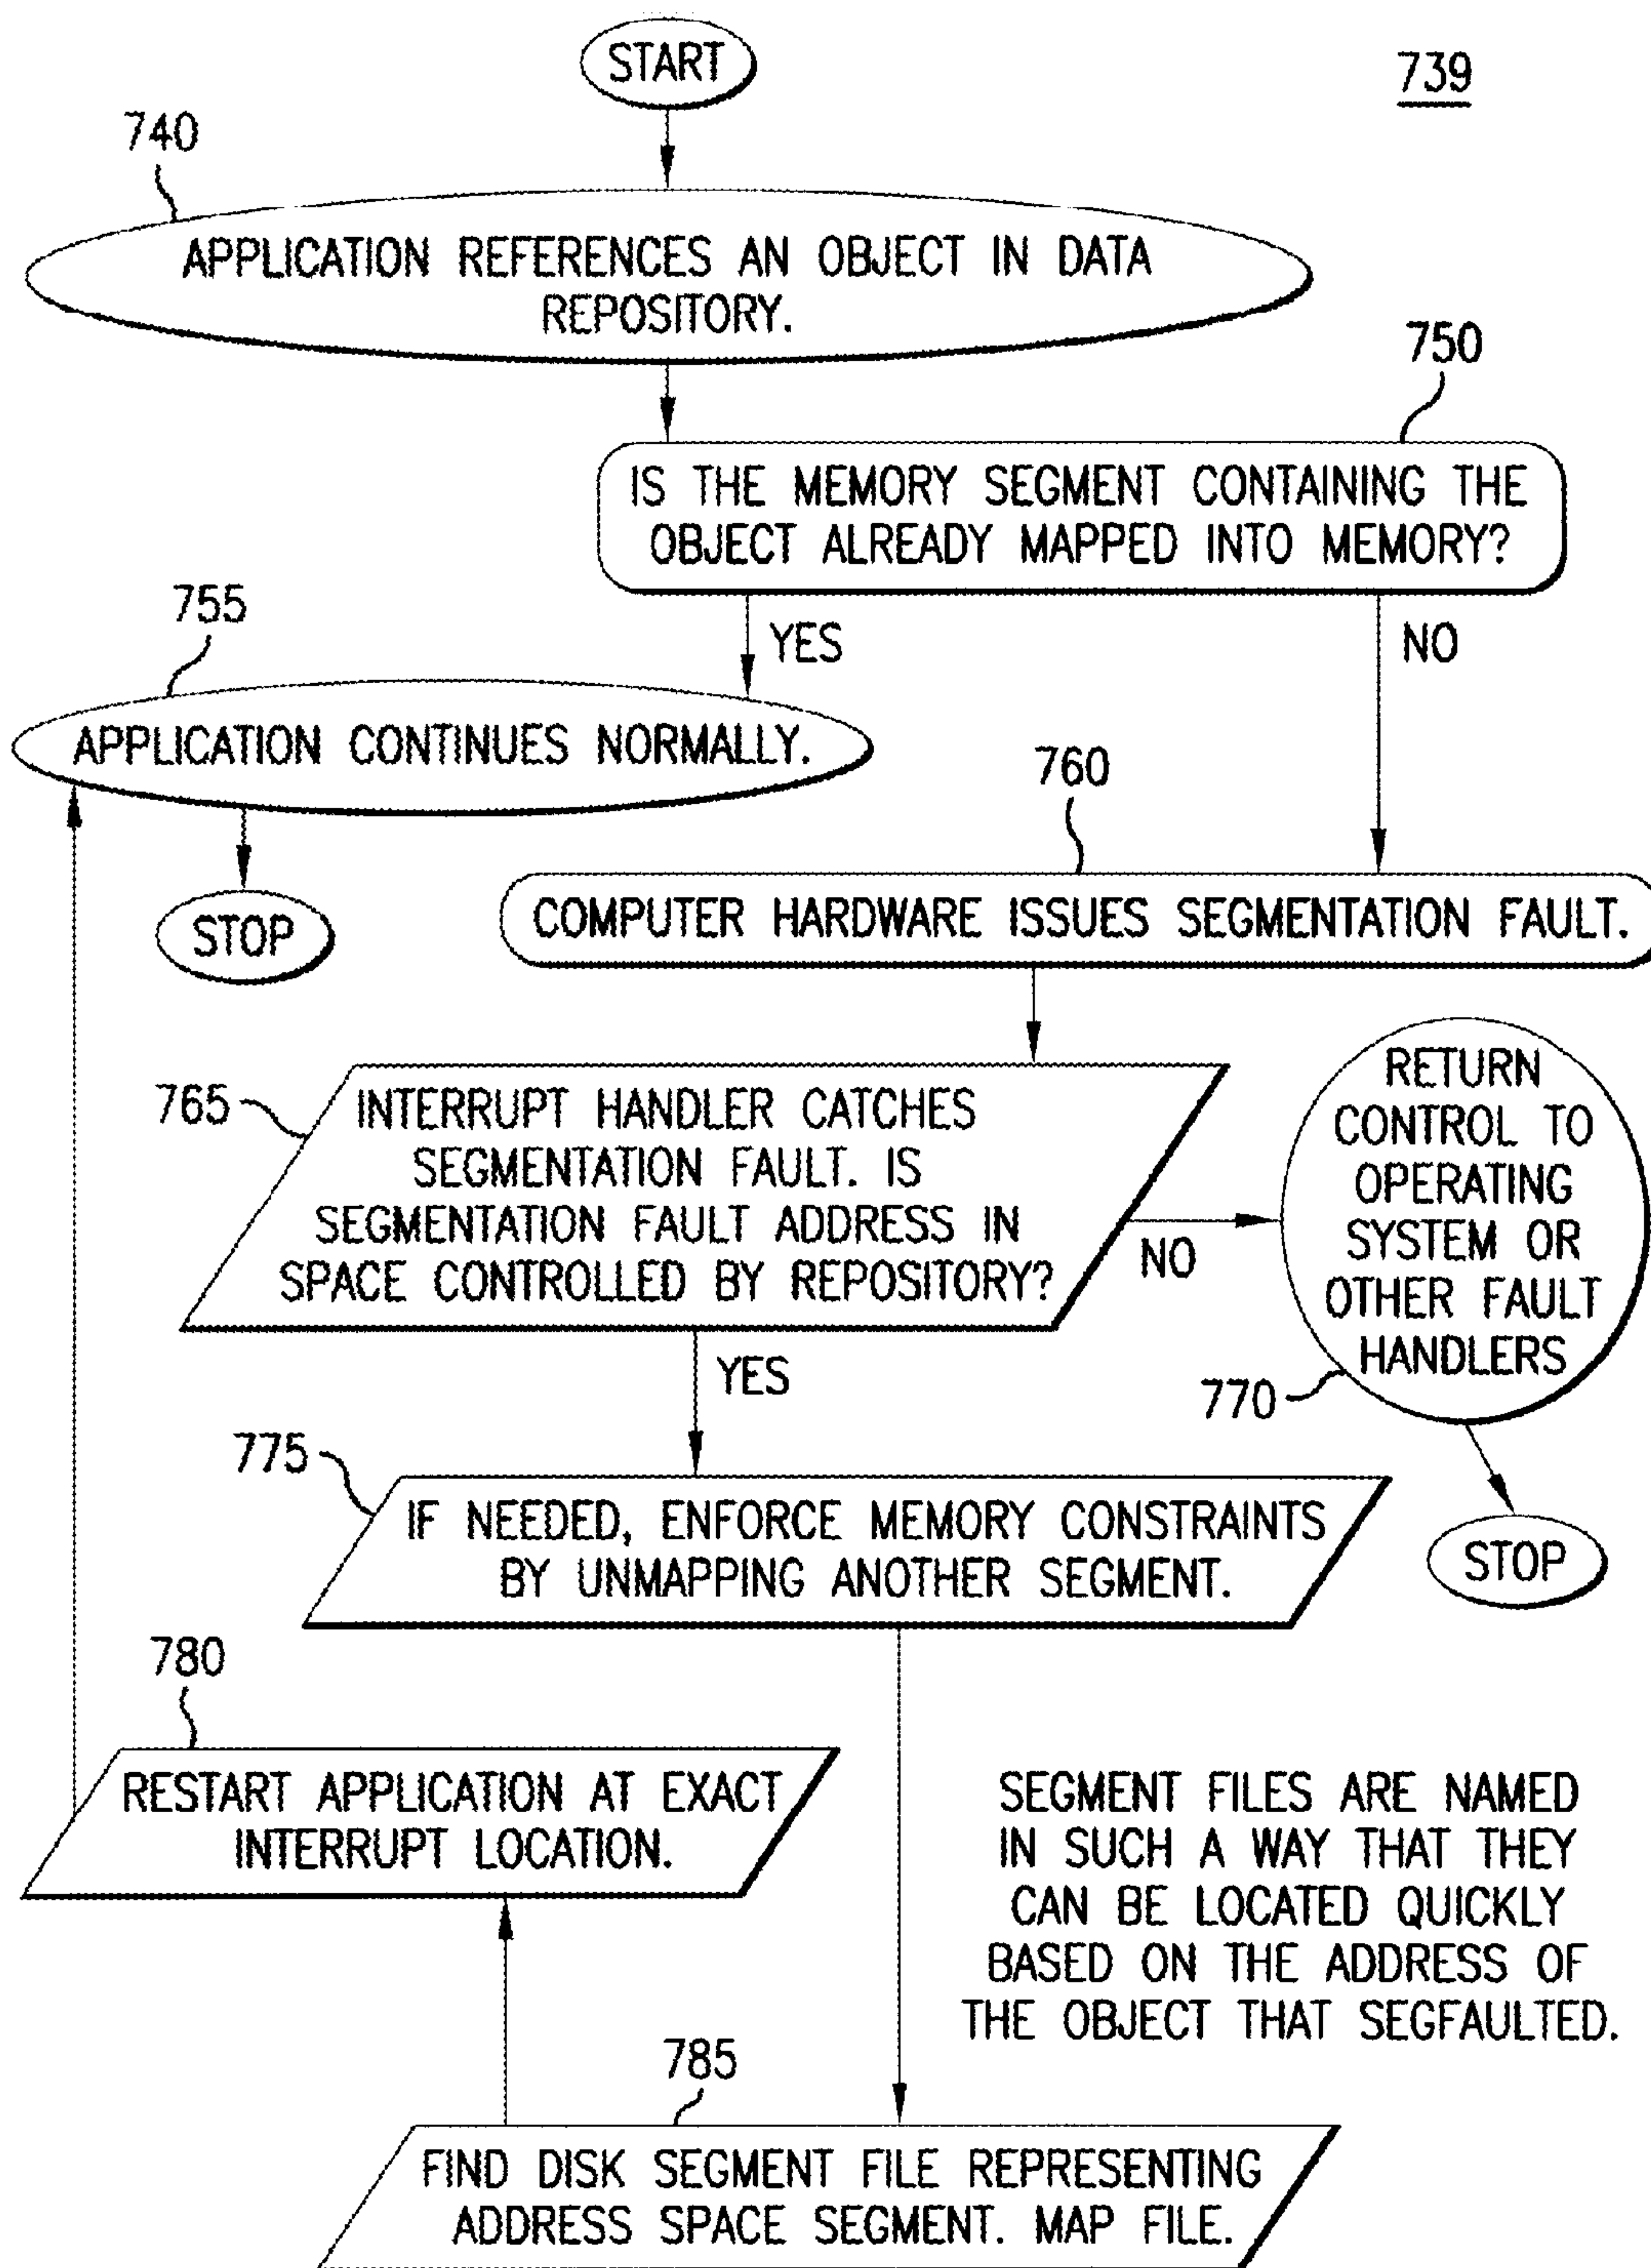 START
739
740
APPLICATION REFERENCES AN OBJECT IN DATA
REPOSITORY.
750
IS THE MEMORY SEGMENT CONTAINING THE
OBJECT ALREADY MAPPED INTO MEMORY?
755
YES
NO
APPLICATION CONTINUES NORMALLY.
760
STOP
COMPUTER HARDWARE ISSUES SEGMENTATION FAULT.
765
INTERRUPT HANDLER CATCHES
SEGMENTATION FAULT. IS
SEGMENTATION FAULT ADDRESS IN
SPACE CONTROLLED BY REPOSITORY?
NO
RETURN
CONTROL TO
OPERATING
SYSTEM OR
OTHER FAULT
HANDLERS
770
YES
STOP
775
IF NEEDED, ENFORCE MEMORY CONSTRAINTS
BY UNMAPPING ANOTHER SEGMENT.
780
RESTART APPLICATION AT EXACT
INTERRUPT LOCATION.
SEGMENT FILES ARE NAMED
IN SUCH A WAY THAT THEY
CAN BE LOCATED QUICKLY
BASED ON THE ADDRESS OF
THE OBJECT THAT SEGFAULTED.
785
FIND DISK SEGMENT FILE REPRESENTING
ADDRESS SPACE SEGMENT. MAP FILE.